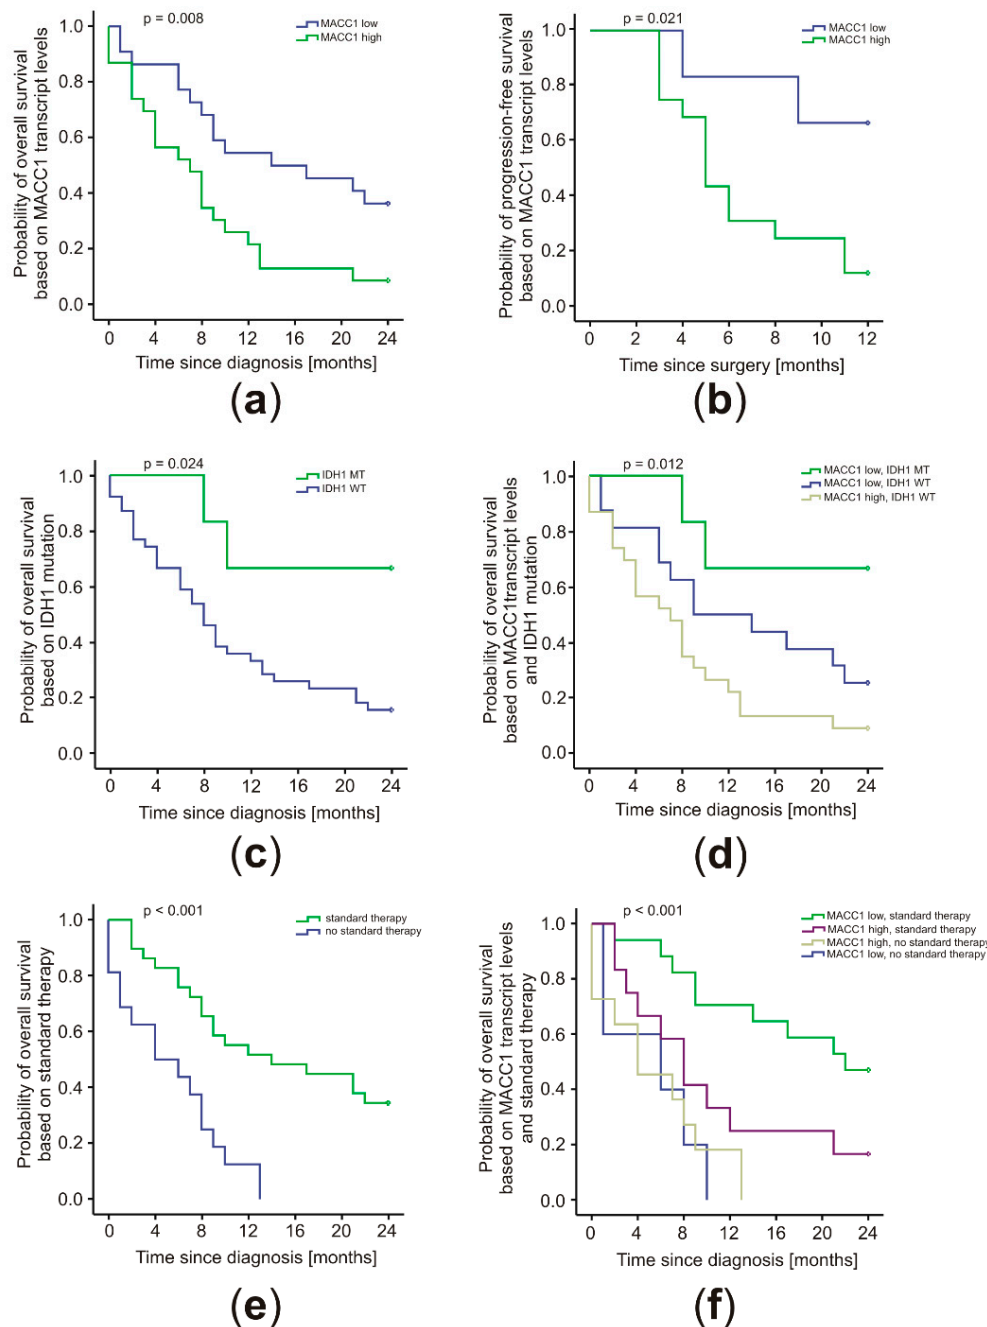 p = 0.008
MACC1 low
MACC1 high
Probability of overall survival
based on MACC1 transcript levels
1.0
0.8
0.6
0.4
0.2
0.0
0 4 8 12 16 20 24
Time since diagnosis [months]
(a)
p = 0.021
MACC1 low
MACC1 high
Probability of progression-free survival
based on MACC1 transcript levels
1.0
0.8
0.6
0.4
0.2
0.0
0 2 4 6 8 10 12
Time since surgery [months]
(b)
p = 0.024
IDH1 MT
IDH1 WT
Probability of overall survival
based on IDH1 mutation
1.0
0.8
0.6
0.4
0.2
0.0
0 4 8 12 16 20 24
Time since diagnosis [months]
(c)
p = 0.012
MACC1 low, IDH1 MT
MACC1 low, IDH1 WT
MACC1 high, IDH1 WT
Probability of overall survival
based on MACC1transcript levels
and IDH1 mutation
1.0
0.8
0.6
0.4
0.2
0.0
0 4 8 12 16 20 24
Time since diagnosis [months]
(d)
p < 0.001
standard therapy
no standard therapy
Probability of overall survival
based on standard therapy
1.0
0.8
0.6
0.4
0.2
0.0
0 4 8 12 16 20 24
Time since diagnosis [months]
(e)
p < 0.001
MACC1 low, standard therapy
MACC1 high, standard therapy
MACC1 high, no standard therapy
MACC1 low, no standard therapy
Probability of overall survival
based on MACC1 transcript levels
and standard therapy
1.0
0.8
0.6
0.4
0.2
0.0
0 4 8 12 16 20 24
Time since diagnosis [months]
(f)